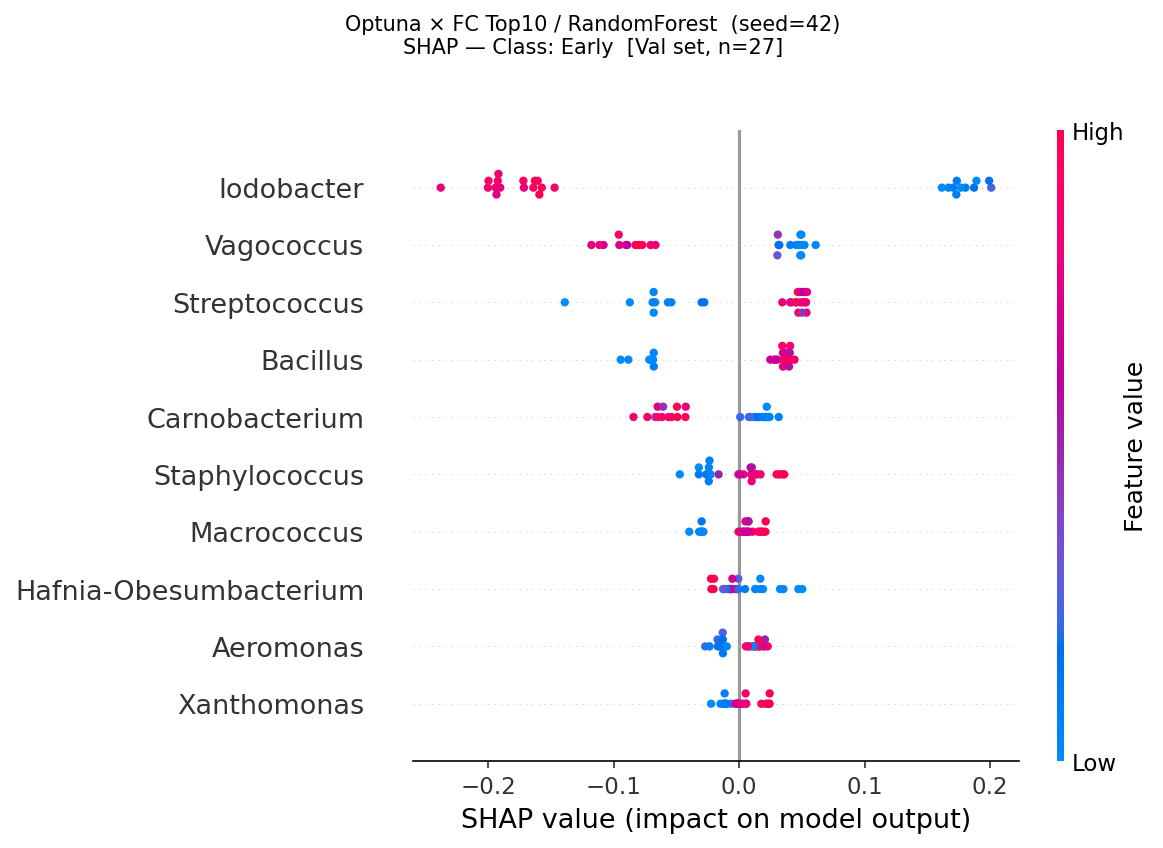 Optuna × FC Top10 / RandomForest  (seed=42)
SHAP — Class: Early  [Val set, n=27]
High
Iodobacter
Vagococcus
Streptococcus
Bacillus
Carnobacterium
Staphylococcus
Macrococcus
Hafnia-Obesumbacterium
Aeromonas
Xanthomonas
Feature value
Low
−0.2
−0.1
0.0
0.1
0.2
SHAP value (impact on model output)